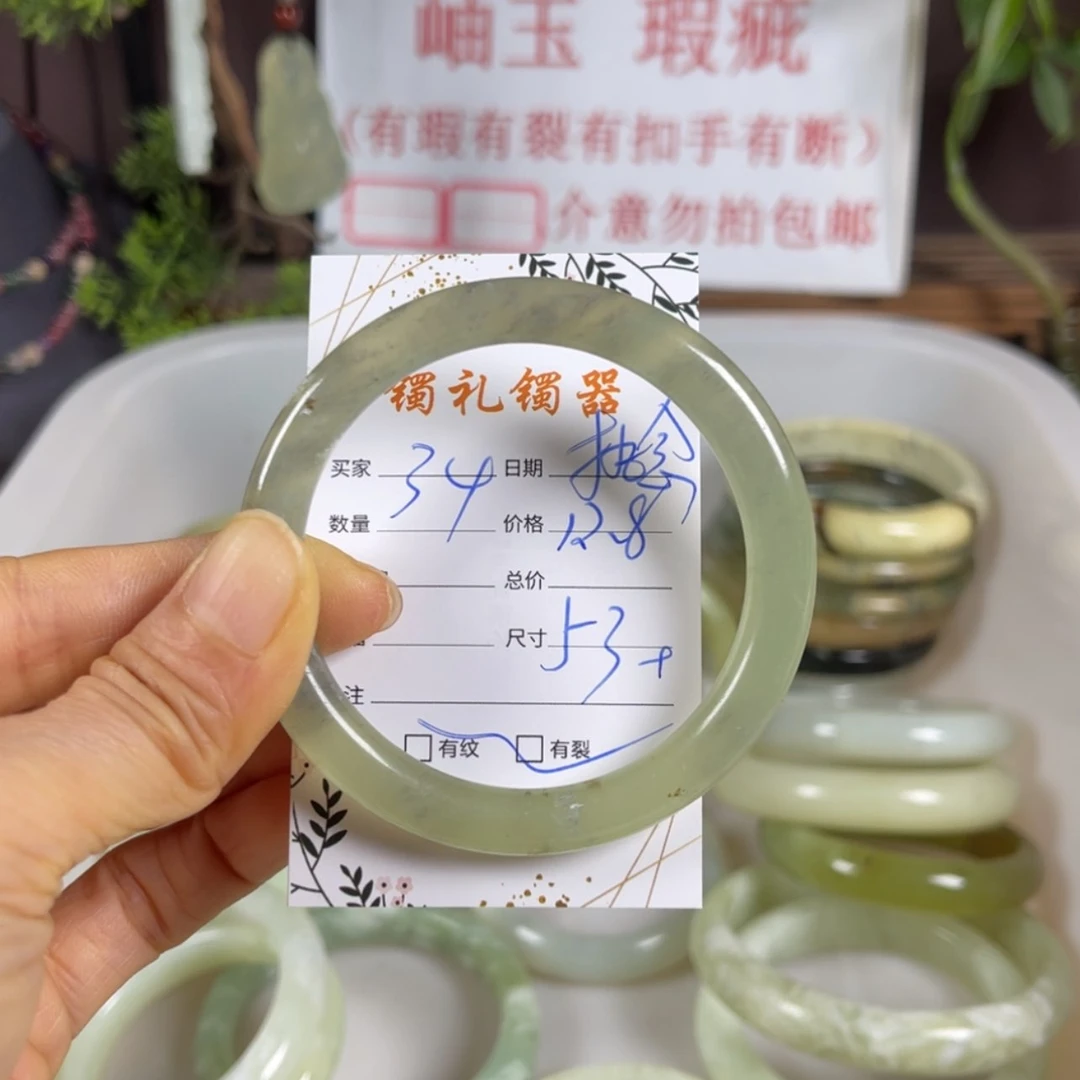 岫玉 瑕疵
(有瑕有裂有扣手有断)
介意勿拍包邮
镯礼镯器
买家 34 日期
数量 价格 12.8
总价
尺寸 53+
注
有纹 有裂